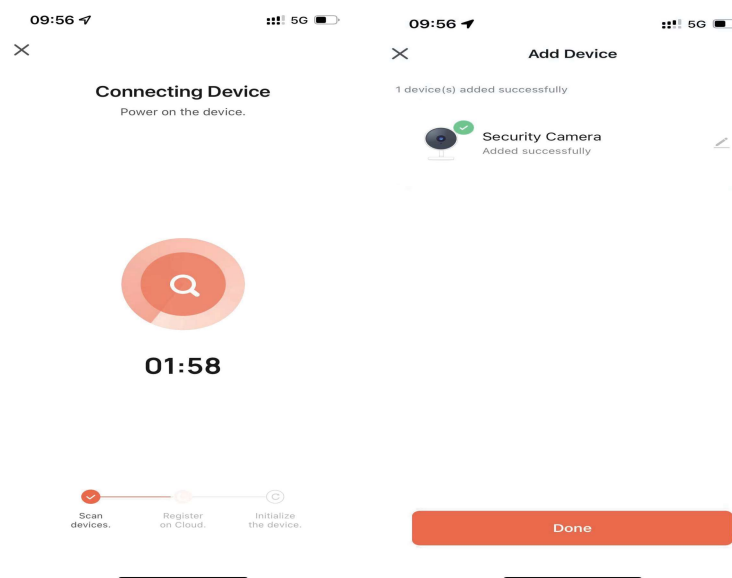 09:56
5G
Connecting Device
Power on the device.
01:58
Scan
devices.
Register
on Cloud.
Initialize
the device.
09:56
5G
Add Device
1 device(s) added successfully
Security Camera
Added successfully
Done